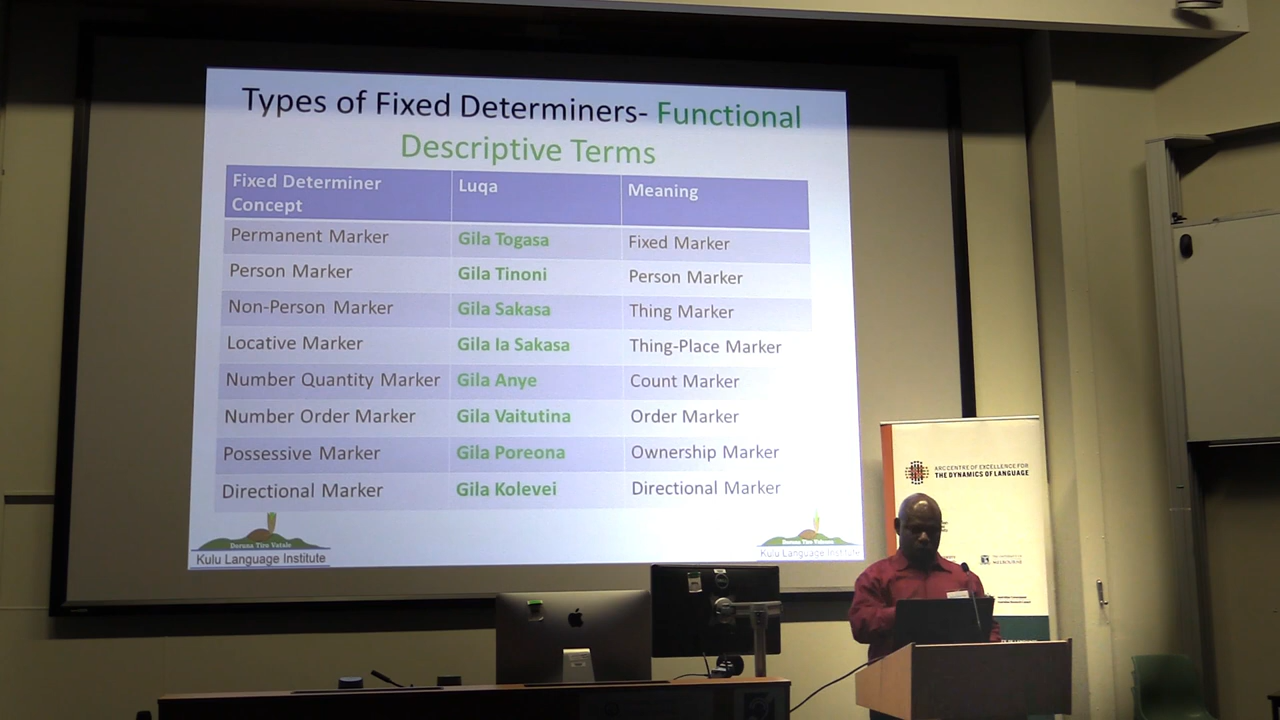 Types of Fixed Determiners- Functional
Descriptive Terms
Fixed Determiner
Concept
Luqa
Meaning
Permanent Marker
Gila Togasa
Fixed Marker
Person Marker
Gila Tinoni
Person Marker
Non-Person Marker
Gila Sakasa
Thing Marker
Locative Marker
Gila Ia Sakasa
Thing-Place Marker
Number Quantity Marker
Gila Anye
Count Marker
Number Order Marker
Gila Vaitutina
Order Marker
Possessive Marker
Gila Poreona
Ownership Marker
Directional Marker
Gila Kolevei
Directional Marker
Kulu Language Institute
Kulu Language Institute
ARC CENTRE OF EXCELLENCE FOR
THE DYNAMICS OF LANGUAGE